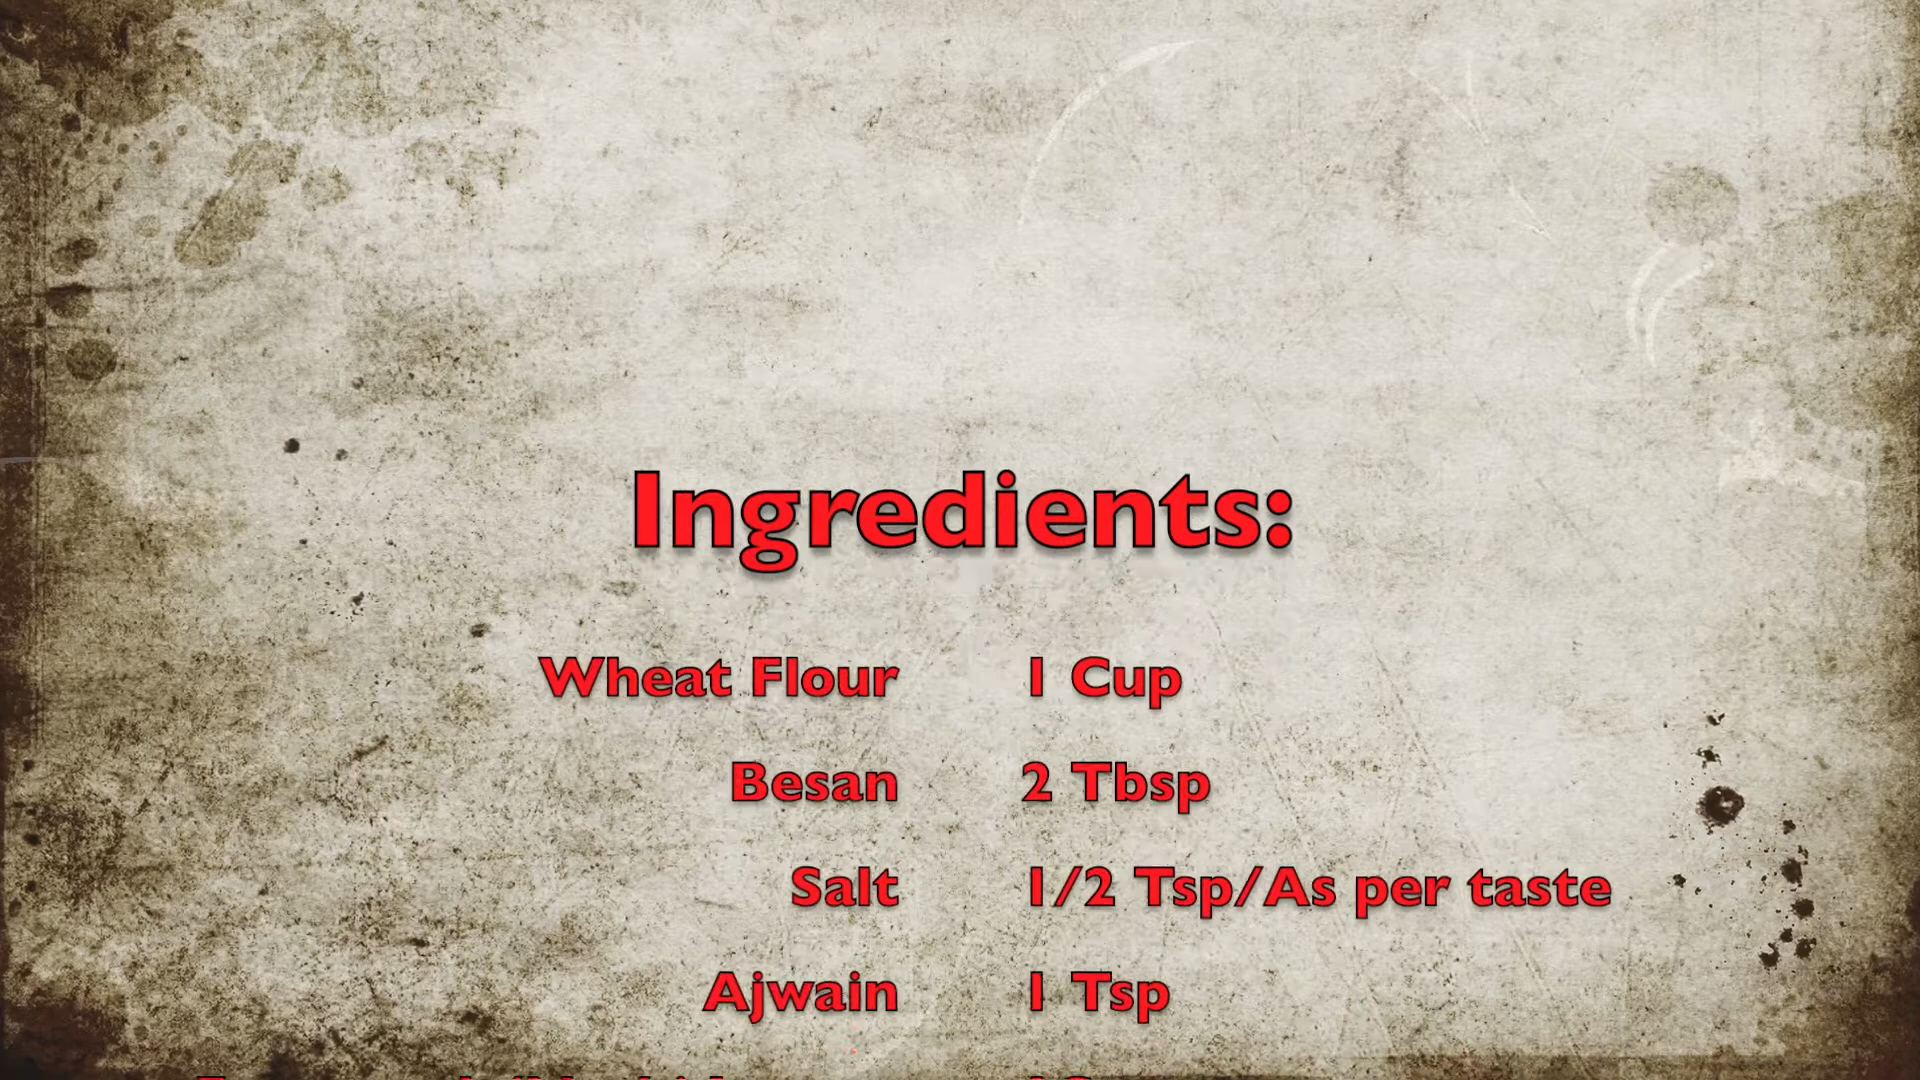 Ingredients:
Wheat Flour 1 Cup
Besan 2 Tbsp
Salt 1/2 Tsp/As per taste
Ajwain 1 Tsp